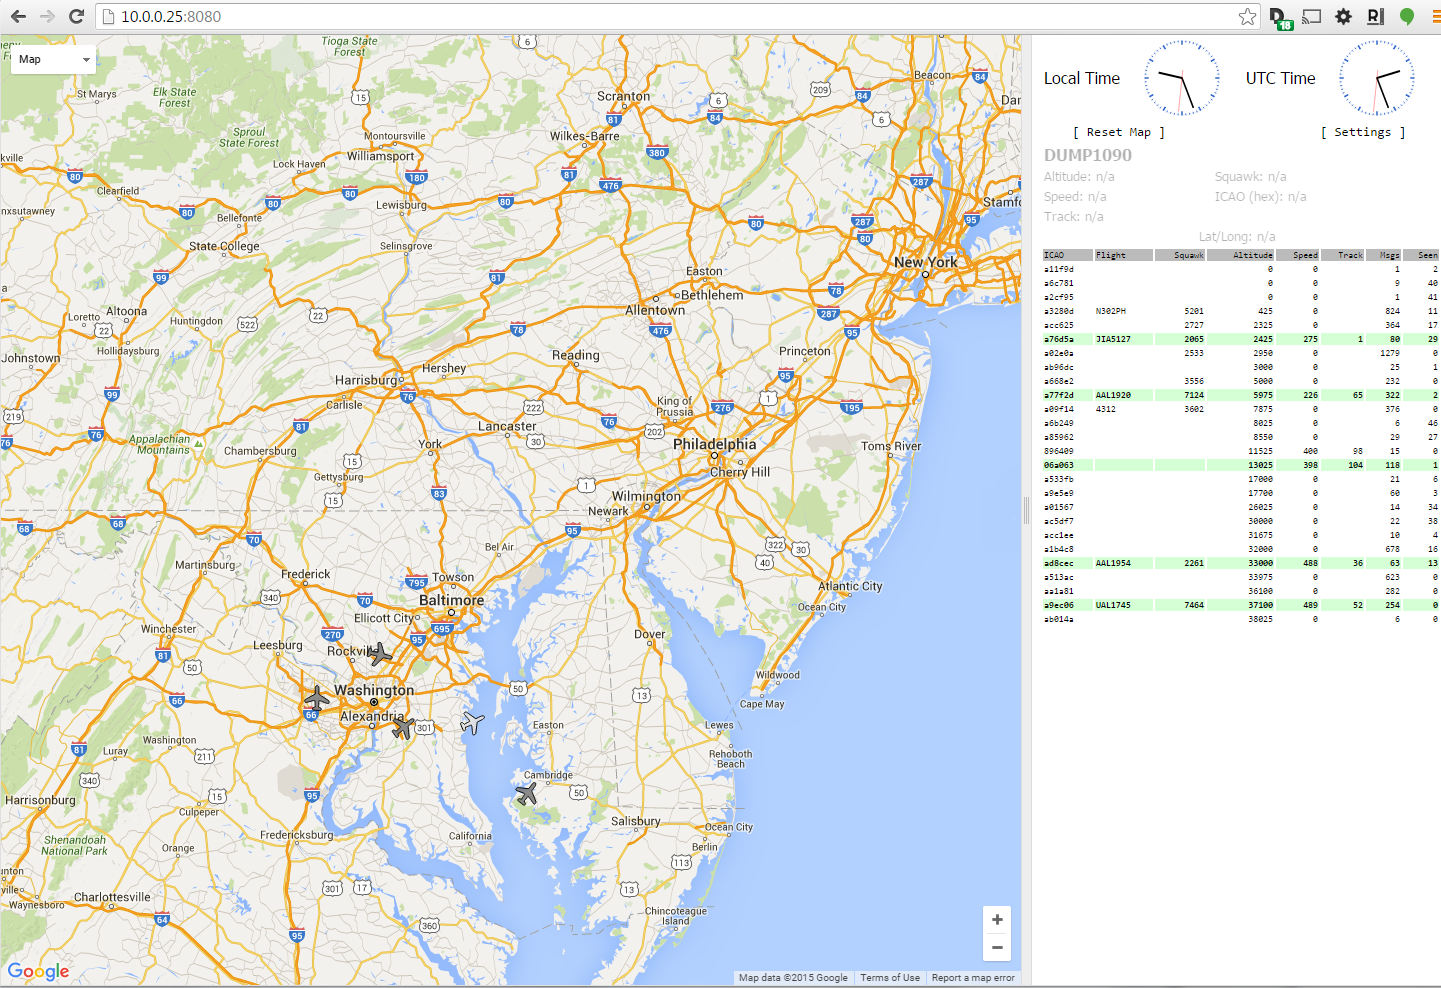 10.0.0.25:8080
18
Map
Local Time
UTC Time
[ Reset Map ]
[ Settings ]
DUMP1090
Altitude: n/a Squawk: n/a
Speed: n/a ICAO (hex): n/a
Track: n/a
Lat/Long: n/a
ICAO Flight Squawk Altitude Speed Track Msgs Seen
a11f9d 0 0 1 2
a6c781 0 0 9 40
a2cf95 0 0 1 41
a3280d N302PH 5201 425 0 824 11
acc625 2727 2325 0 364 17
a76d5a JIA5127 2065 2425 275 1 80 29
a02e0a 2533 2950 0 1279 0
ab96dc 3000 0 25 1
a668e2 3556 5000 0 232 0
a77f2d AAL1920 7124 5975 226 65 322 2
a09f14 4312 3602 7875 0 376 0
a6b249 8025 0 6 46
a85962 8550 0 29 27
896409 11525 400 98 15 0
06a063 13025 398 104 118 1
a533fb 17000 0 21 6
a9e5e9 17700 0 60 3
a01567 26025 0 14 34
ac5df7 30000 0 22 38
acc1ee 31675 0 10 4
a1b4c8 32000 0 678 16
ad8cec AAL1954 2261 33000 488 36 63 13
a513ac 33975 0 623 0
aa1a81 36100 0 282 0
a9ec06 UAL1745 7464 37100 489 52 254 0
ab014a 38025 0 6 0
Tioga State
Forest
St Marys
Elk State
Forest
Sproul
State Forest
Scranton
Wilkes-Barre
Montoursville
Williamsport
Lock Haven
Beacon
Clearfield
nxsutawney
Bellefonte
Lewisburg
State College
Selinsgrove
Stamfo
New York
Easton
Bethlehem
Allentown
Altoona
Loretto
Huntingdon
Hollidaysburg
Johnstown
Reading
Princeton
Hershey
Harrisburg
Carlisle
King of
Prussia
Lancaster
Appalachian
Mountains
York
Philadelphia
Toms River
Chambersburg
Cherry Hill
Gettysburg
Wilmington
Newark
Bel Air
Martinsburg
Frederick
Towson
Atlantic City
Baltimore
Ocean City
Ellicott City
Winchester
Leesburg
Dover
Rockville
Wildwood
Washington
Cape May
Alexandria
Easton
Lewes
Washington
Luray
Rehoboth
Beach
Cambridge
Harrisonburg
Culpeper
Salisbury
Ocean City
Fredericksburg
California
Berlin
Shenandoah
National Park
Orange
Charlottesville
Waynesboro
Chincoteague
Island
Google
Map data ©2015 Google Terms of Use Report a map error